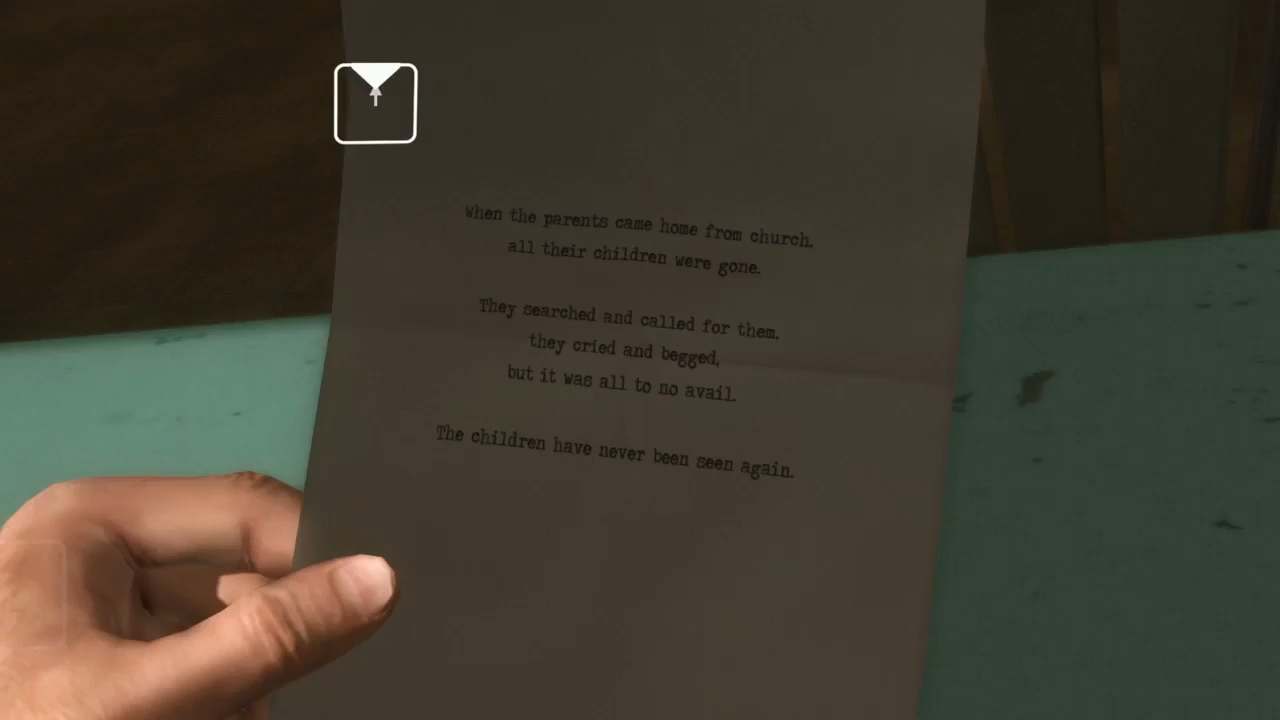 When the parents came home from church.
all their children were gone.
They searched and called for them.
they cried and begged,
but it was all to no avail.
The children have never been seen again.